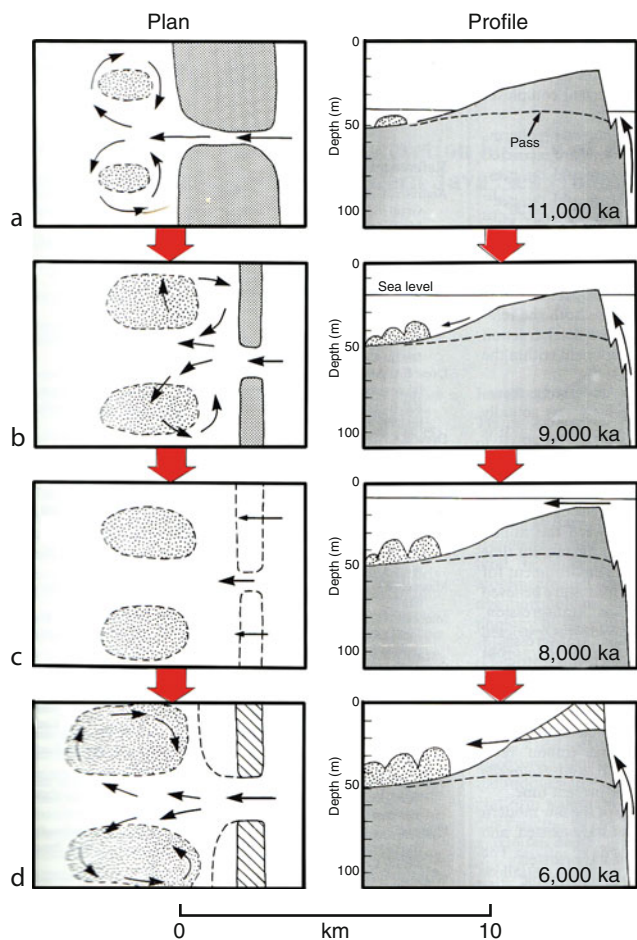 Plan
Profile
a
0
50
100
Depth (m)
Pass
11,000 ka
b
0
Sea level
50
100
Depth (m)
9,000 ka
c
0
50
100
Depth (m)
8,000 ka
d
0
50
100
Depth (m)
6,000 ka
0 km 10